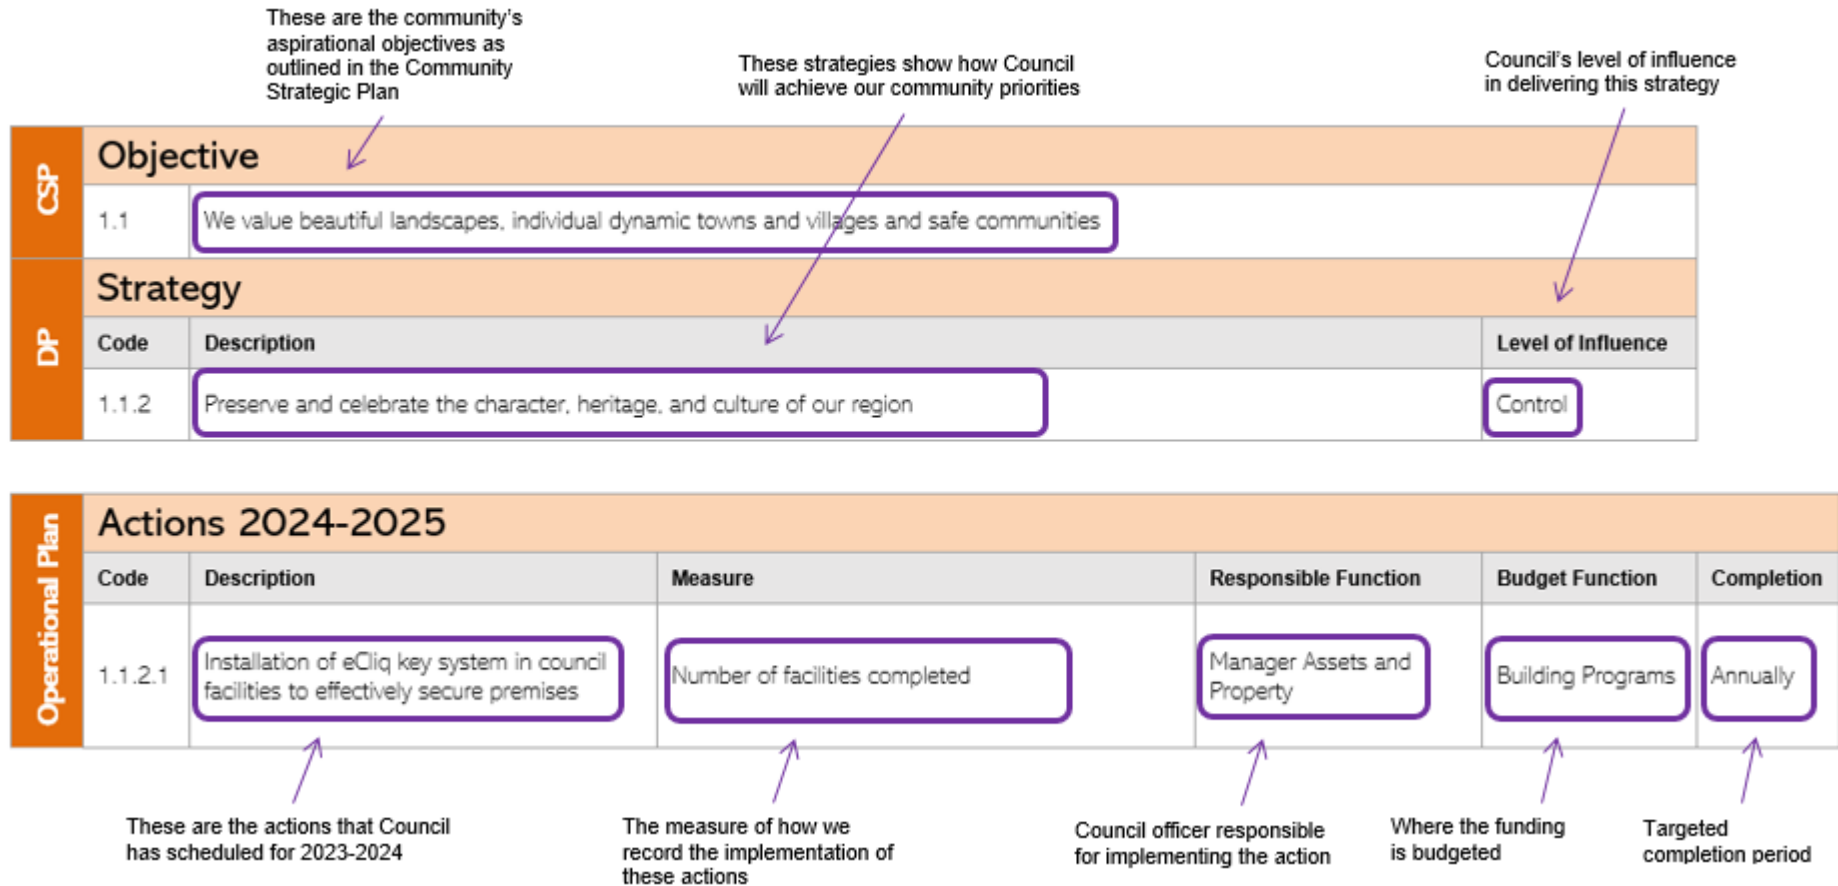 These are the community's
aspirational objectives as
outlined in the Community
Strategic Plan
These strategies show how Council
will achieve our community priorities
Council's level of influence
in delivering this strategy
CSP
Objective
1.1 We value beautiful landscapes, individual dynamic towns and villages and safe communities
DP
Strategy
Code Description Level of Influence
1.1.2 Preserve and celebrate the character, heritage, and culture of our region Control
Operational Plan
Actions 2024-2025
Code Description Measure Responsible Function Budget Function Completion
1.1.2.1
Installation of eCliq key system in council
facilities to effectively secure premises
Number of facilities completed
Manager Assets and
Property
Building Programs
Annually
These are the actions that Council
has scheduled for 2023-2024
The measure of how we
record the implementation of
these actions
Council officer responsible
for implementing the action
Where the funding
is budgeted
Targeted
completion period